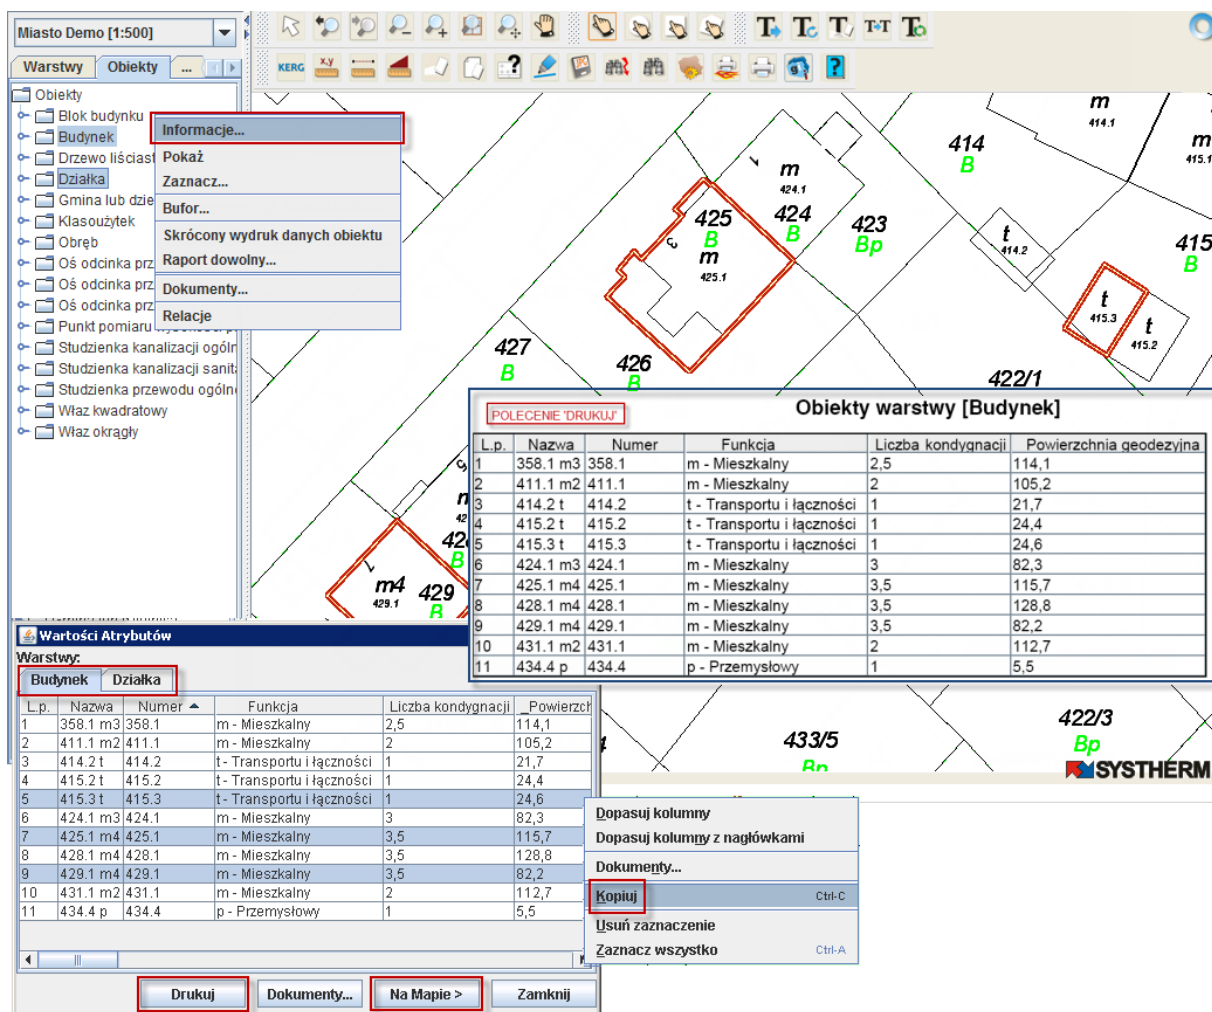 Miasto Demo [1:500]
Warstwy Obiekty ...
KERG X,Y
Obiekty
Blok budynku
Budynek
Drzewo liściast
Działka
Gmina lub dzie
Klasoużytek
Obręb
Oś odcinka prz
Oś odcinka prz
Oś odcinka prz
Punkt pomiaru
Studzienka kanalizacji ogóln
Studzienka kanalizacji sanit
Studzienka przewodu ogóln
Właz kwadratowy
Właz okrągły
Informacje...
Pokaż
Zaznacz...
Bufor...
Skrócony wydruk danych obiektu
Raport dowolny...
Dokumenty...
Relacje
m
414.1
414
B
m
415.1
m
424.1
425
B
m
425.1
424
B
423
Bp
t
414.2
415
B
t
415.3
t
415.2
427
B
426
B
422/1
m4
429.1
429
B
POLECENIE 'DRUKUJ'
Obiekty warstwy [Budynek]
L.p. Nazwa Numer Funkcja Liczba kondygnacji Powierzchnia geodezyjna
1 358.1 m3 358.1 m - Mieszkalny 2,5 114,1
2 411.1 m2 411.1 m - Mieszkalny 2 105,2
3 414.2 t 414.2 t - Transportu i łączności 1 21,7
4 415.2 t 415.2 t - Transportu i łączności 1 24,4
5 415.3 t 415.3 t - Transportu i łączności 1 24,6
6 424.1 m3 424.1 m - Mieszkalny 3 82,3
7 425.1 m4 425.1 m - Mieszkalny 3,5 115,7
8 428.1 m4 428.1 m - Mieszkalny 3,5 128,8
9 429.1 m4 429.1 m - Mieszkalny 3,5 82,2
10 431.1 m2 431.1 m - Mieszkalny 2 112,7
11 434.4 p 434.4 p - Przemysłowy 1 5,5
Wartości Atrybutów
Warstwy:
Budynek Działka
L.p. Nazwa Numer Funkcja Liczba kondygnacji _Powierzch
1 358.1 m3 358.1 m - Mieszkalny 2,5 114,1
2 411.1 m2 411.1 m - Mieszkalny 2 105,2
3 414.2 t 414.2 t - Transportu i łączności 1 21,7
4 415.2 t 415.2 t - Transportu i łączności 1 24,4
5 415.3 t 415.3 t - Transportu i łączności 1 24,6
6 424.1 m3 424.1 m - Mieszkalny 3 82,3
7 425.1 m4 425.1 m - Mieszkalny 3,5 115,7
8 428.1 m4 428.1 m - Mieszkalny 3,5 128,8
9 429.1 m4 429.1 m - Mieszkalny 3,5 82,2
10 431.1 m2 431.1 m - Mieszkalny 2 112,7
11 434.4 p 434.4 p - Przemysłowy 1 5,5
Drukuj Dokumenty... Na Mapie > Zamknij
433/5
Bp
422/3
Bp
SYSTHERM
Dopasuj kolumny
Dopasuj kolumny z nagłówkami
Dokumenty...
Kopiuj Ctrl-C
Usuń zaznaczenie
Zaznacz wszystko Ctrl-A